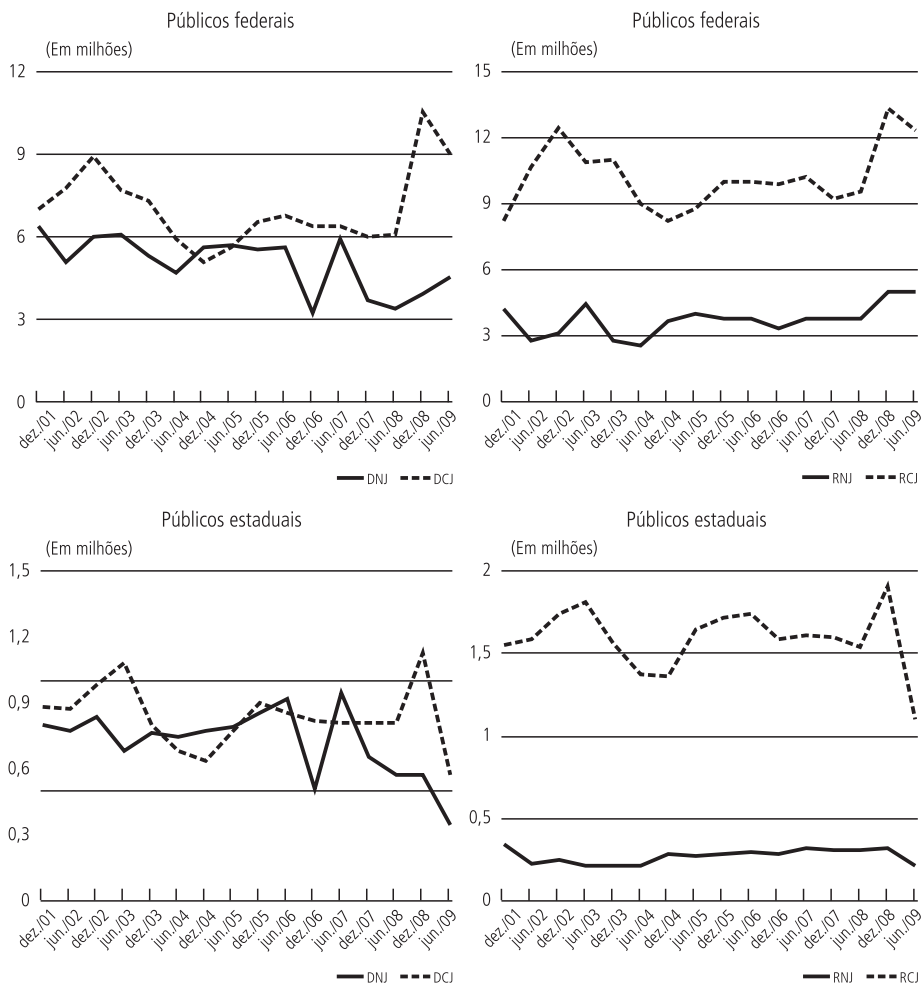 Públicos federais
(Em milhões)
12
9
6
3
0
dez./01 jun./02 dez./02 jun./03 dez./03 jun./04 dez./04 jun./05 dez./05 jun./06 dez./06 jun./07 dez./07 jun./08 dez./08 jun./09
DNJ DCJ
Públicos federais
(Em milhões)
15
12
9
6
3
0
dez./01 jun./02 dez./02 jun./03 dez./03 jun./04 dez./04 jun./05 dez./05 jun./06 dez./06 jun./07 dez./07 jun./08 dez./08 jun./09
RNJ RCJ
Públicos estaduais
(Em milhões)
1,5
1,2
0,9
0,6
0,3
0
dez./01 jun./02 dez./02 jun./03 dez./03 jun./04 dez./04 jun./05 dez./05 jun./06 dez./06 jun./07 dez./07 jun./08 dez./08 jun./09
DNJ DCJ
Públicos estaduais
(Em milhões)
2
1,5
1
0,5
0
dez./01 jun./02 dez./02 jun./03 dez./03 jun./04 dez./04 jun./05 dez./05 jun./06 dez./06 jun./07 dez./07 jun./08 dez./08 jun./09
RNJ RCJ